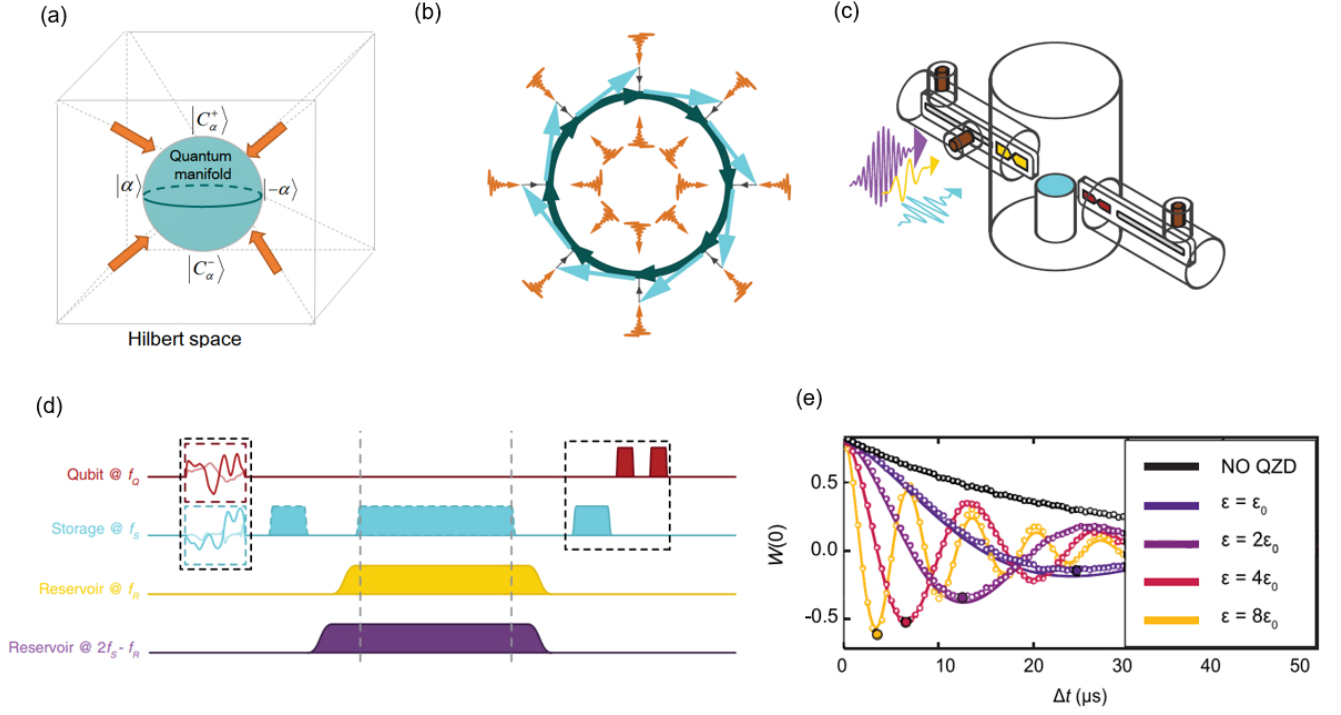 (a)
|C_α^+⟩
Quantum
manifold
|α⟩
|-α⟩
|C_α^-⟩
Hilbert space
(b)
(c)
(d)
Qubit @ f_Q
Storage @ f_S
Reservoir @ f_R
Reservoir @ 2f_S - f_R
(e)
W(0)
0.4
0.0
-0.5
0
10
20
30
40
50
Δt (μs)
NO QZD
ε = ε_0
ε = 2ε_0
ε = 4ε_0
ε = 8ε_0